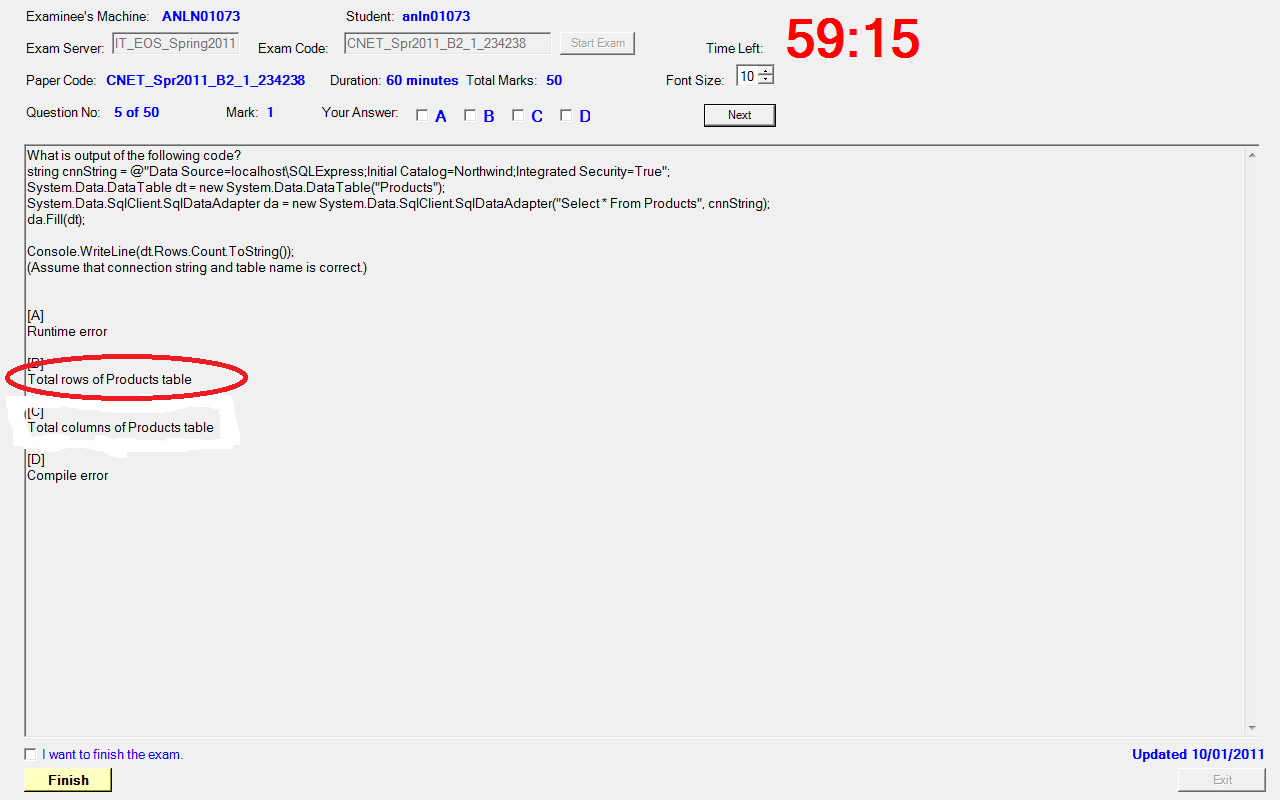 Examinee's Machine: ANLN01073 Student: anln01073
59:15
Exam Server: IT_EOS_Spring2011 Exam Code: CNET_Spr2011_B2_1_234238 Start Exam Time Left:
Paper Code: CNET_Spr2011_B2_1_234238 Duration: 60 minutes Total Marks: 50 Font Size: 10
Question No: 5 of 50 Mark: 1 Your Answer: A B C D Next
What is output of the following code?
string cnnString = @"Data Source=localhost\SQLExpress;Initial Catalog=Northwind;Integrated Security=True";
System.Data.DataTable dt = new System.Data.DataTable("Products");
System.Data.SqlClient.SqlDataAdapter da = new System.Data.SqlClient.SqlDataAdapter("Select * From Products", cnnString);
da.Fill(dt);
Console.WriteLine(dt.Rows.Count.ToString());
(Assume that connection string and table name is correct.)
[A]
Runtime error
[B]
Total rows of Products table
[C]
Total columns of Products table
[D]
Compile error
I want to finish the exam. Updated 10/01/2011
Finish Exit